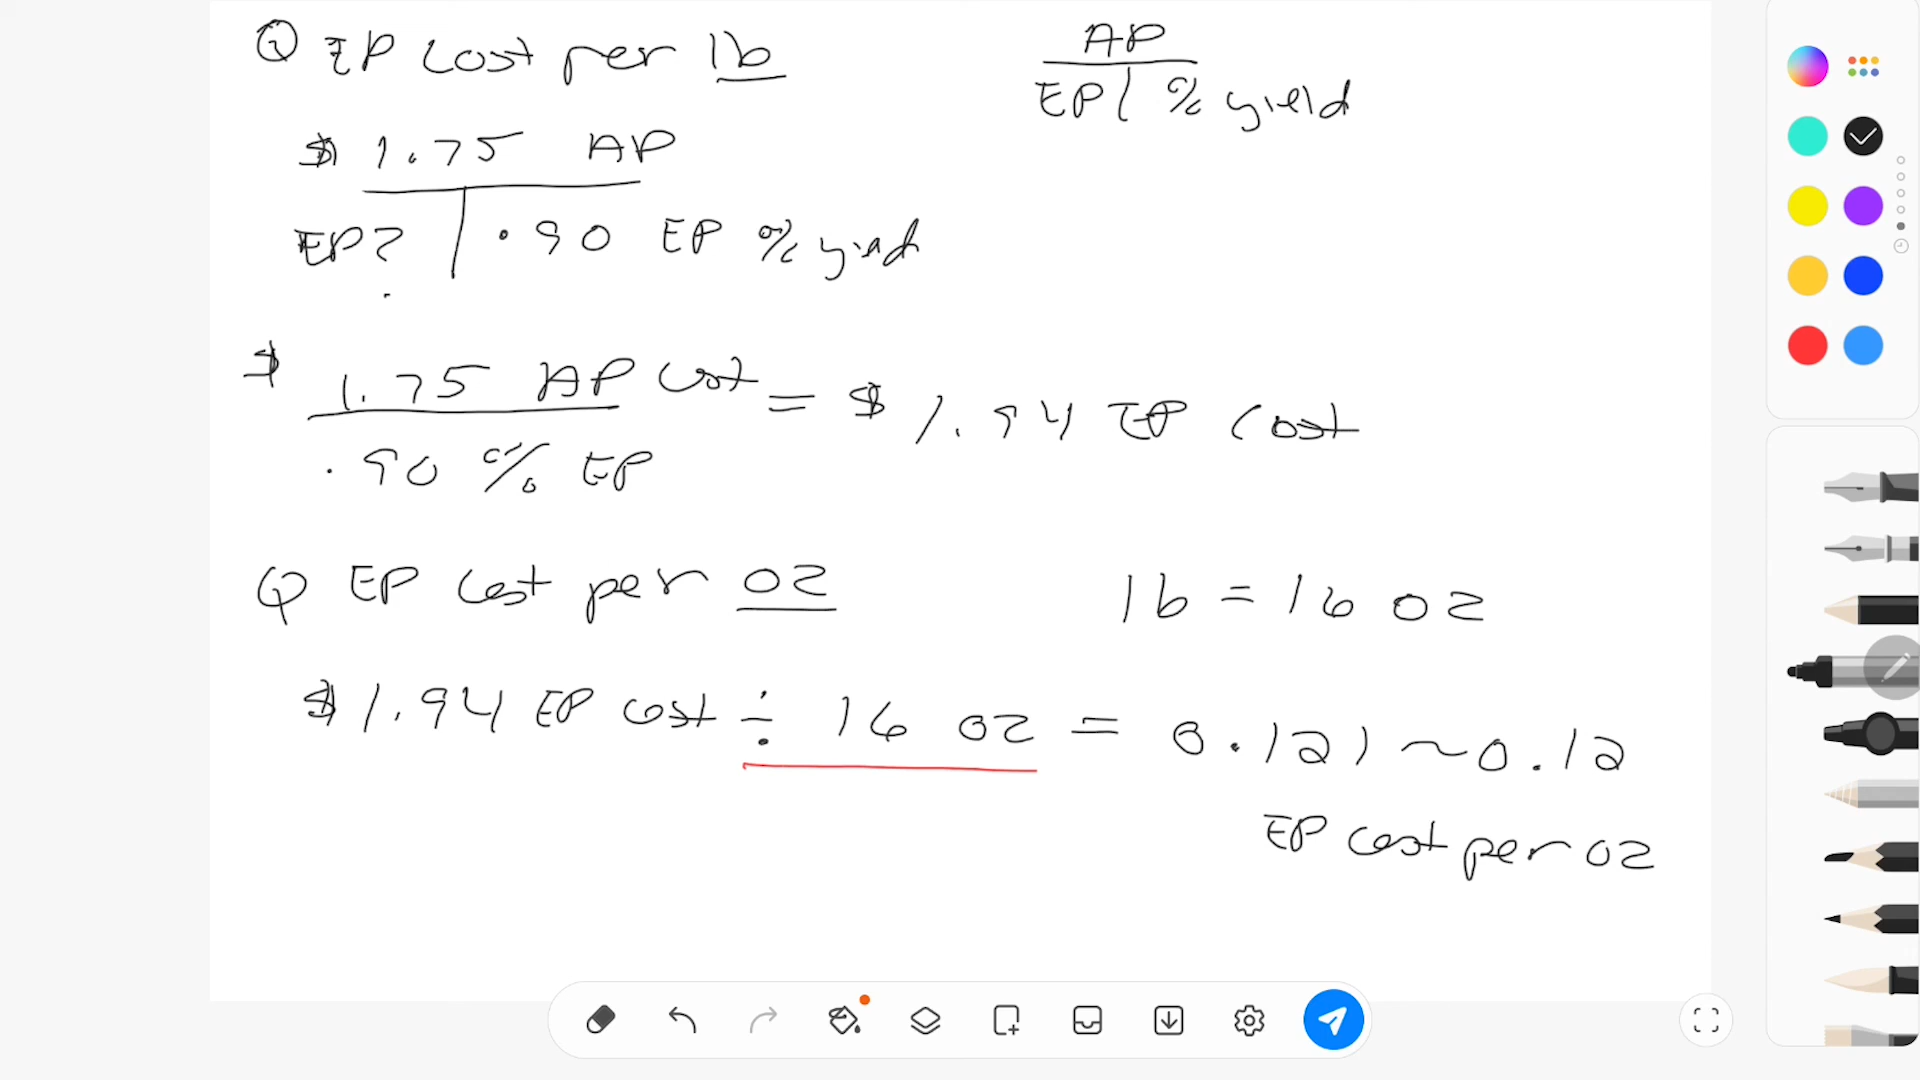 Q EP Cost per lb
AP
EP | % yield
$ 1.75 AP
EP? | .90 EP % yield
$ 1.75 AP cost = $ 1.94 EP Cost
.90 % EP
Q EP Cost per oz
lb = 16 oz
$1.94 EP cost ÷ 16 oz = 0.121 ~ 0.12
EP cost per oz